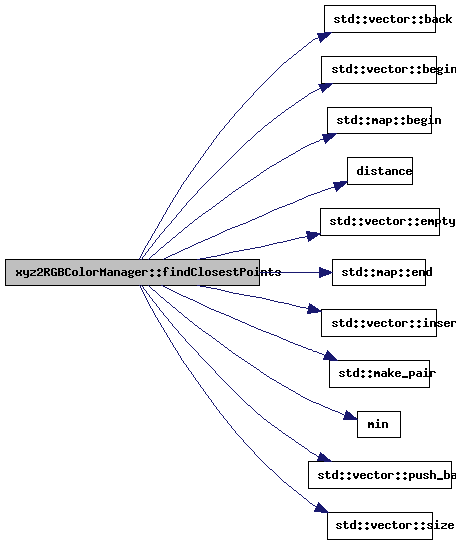 std::vector::back
std::vector::begin
std::map::begin
distance
std::vector::empty
xyz2RGBColorManager::findClosestPoints
std::map::end
std::vector::inser
std::make_pair
min
std::vector::push_ba
std::vector::size